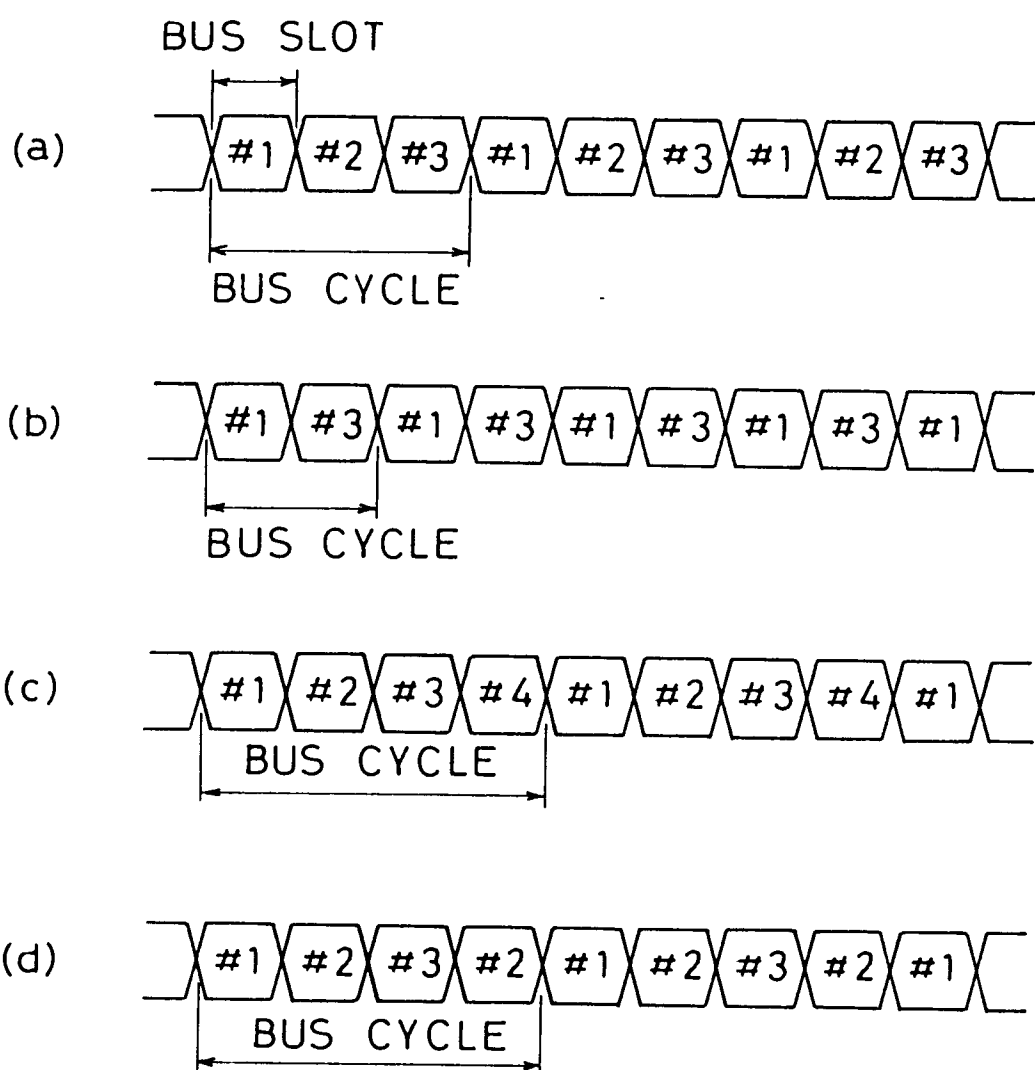 BUS SLOT
(a) #1 #2 #3 #1 #2 #3 #1 #2 #3
BUS CYCLE
(b) #1 #3 #1 #3 #1 #3 #1 #3 #1
BUS CYCLE
(c) #1 #2 #3 #4 #1 #2 #3 #4 #1
BUS CYCLE
(d) #1 #2 #3 #2 #1 #2 #3 #2 #1
BUS CYCLE